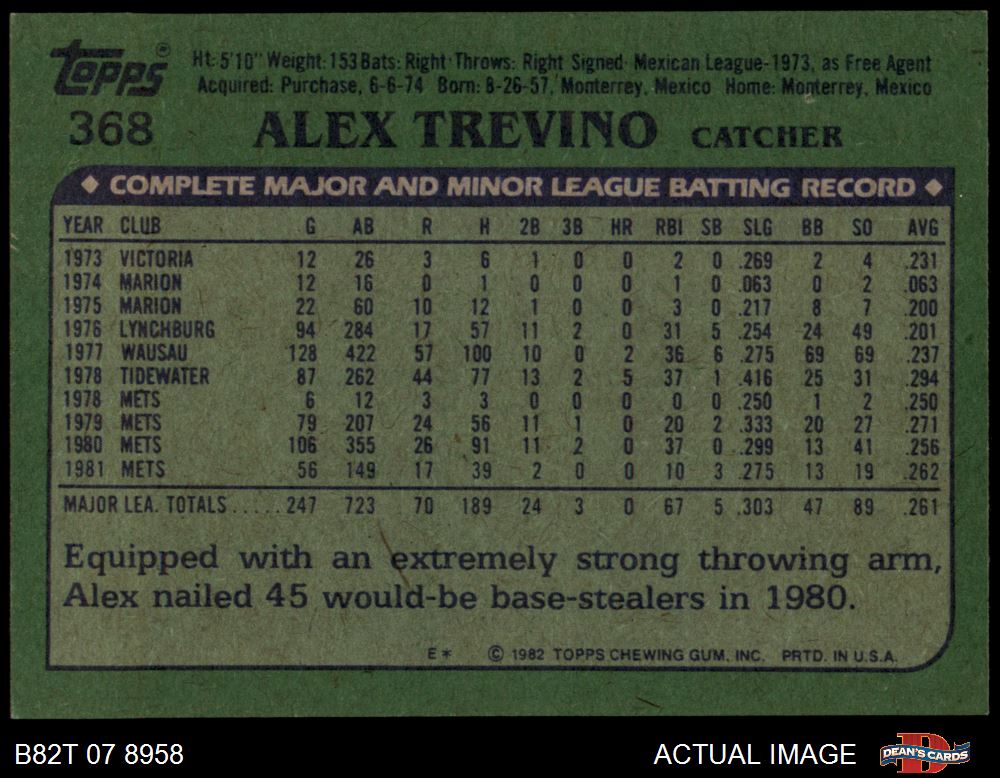 Topps® Ht: 5'10" Weight: 153 Bats: Right Throws: Right Signed: Mexican League-1973, as Free Agent
Acquired: Purchase, 6-6-74 Born: 8-26-57, Monterrey, Mexico Home: Monterrey, Mexico
368 ALEX TREVINO CATCHER
♦ COMPLETE MAJOR AND MINOR LEAGUE BATTING RECORD ♦
YEAR CLUB G AB R H 2B 3B HR RBI SB SLG BB SO AVG
1973 VICTORIA 12 26 3 6 1 0 0 2 0 .269 2 4 .231
1974 MARION 12 16 0 1 0 0 0 1 0 .063 0 2 .063
1975 MARION 22 60 10 12 1 0 0 3 0 .217 8 7 .200
1976 LYNCHBURG 94 284 17 57 11 2 0 31 5 .254 24 49 .201
1977 WAUSAU 128 422 57 100 10 0 2 36 6 .275 69 69 .237
1978 TIDEWATER 87 262 44 77 13 2 5 37 1 .416 25 31 .294
1978 METS 6 12 3 3 0 0 0 0 0 .250 1 2 .250
1979 METS 79 207 24 56 11 1 0 20 2 .333 20 27 .271
1980 METS 106 355 26 91 11 2 0 37 0 .299 13 41 .256
1981 METS 56 149 17 39 2 0 0 10 3 .275 13 19 .262
MAJOR LEA. TOTALS.....247 723 70 189 24 3 0 67 5 .303 47 89 .261
Equipped with an extremely strong throwing arm,
Alex nailed 45 would-be base-stealers in 1980.
E* © 1982 TOPPS CHEWING GUM, INC. PRTD. IN U.S.A.
B82T 07 8958 ACTUAL IMAGE D DEAN'S CARDS